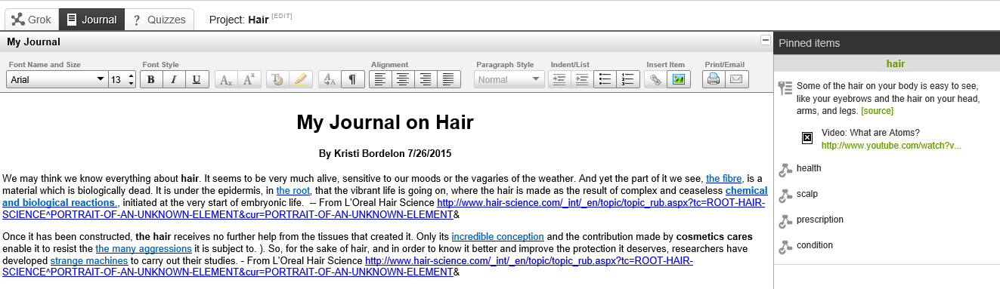 Grok Journal ? Quizzes Project: Hair [EDIT]
My Journal
Font Name and Size Font Style Alignment Paragraph Style Indent/List Insert Item Print/Email
Arial 13 B I U Normal
My Journal on Hair
By Kristi Bordelon 7/26/2015
We may think we know everything about hair. It seems to be very much alive, sensitive to our moods or the vagaries of the weather. And yet the part of it we see, the fibre, is a
material which is biologically dead. It is under the epidermis, in the root, that the vibrant life is going on, where the hair is made as the result of complex and ceaseless chemical
and biological reactions., initiated at the very start of embryonic life. -- From L'Oreal Hair Science http://www.hair-science.com/_int/_en/topic/topic_rub.aspx?tc=ROOT-HAIR-
SCIENCE^PORTRAIT-OF-AN-UNKNOWN-ELEMENT&cur=PORTRAIT-OF-AN-UNKNOWN-ELEMENT&
Once it has been constructed, the hair receives no further help from the tissues that created it. Only its incredible conception and the contribution made by cosmetics cares
enable it to resist the the many aggressions it is subject to. ). So, for the sake of hair, and in order to know it better and improve the protection it deserves, researchers have
developed strange machines to carry out their studies. - From L'Oreal Hair Science http://www.hair-science.com/_int/_en/topic/topic_rub.aspx?tc=ROOT-HAIR-
SCIENCE^PORTRAIT-OF-AN-UNKNOWN-ELEMENT&cur=PORTRAIT-OF-AN-UNKNOWN-ELEMENT&
Pinned items
hair
Some of the hair on your body is easy to see,
like your eyebrows and the hair on your head,
arms, and legs. [source]
Video: What are Atoms?
http://www.youtube.com/watch?v...
health
scalp
prescription
condition